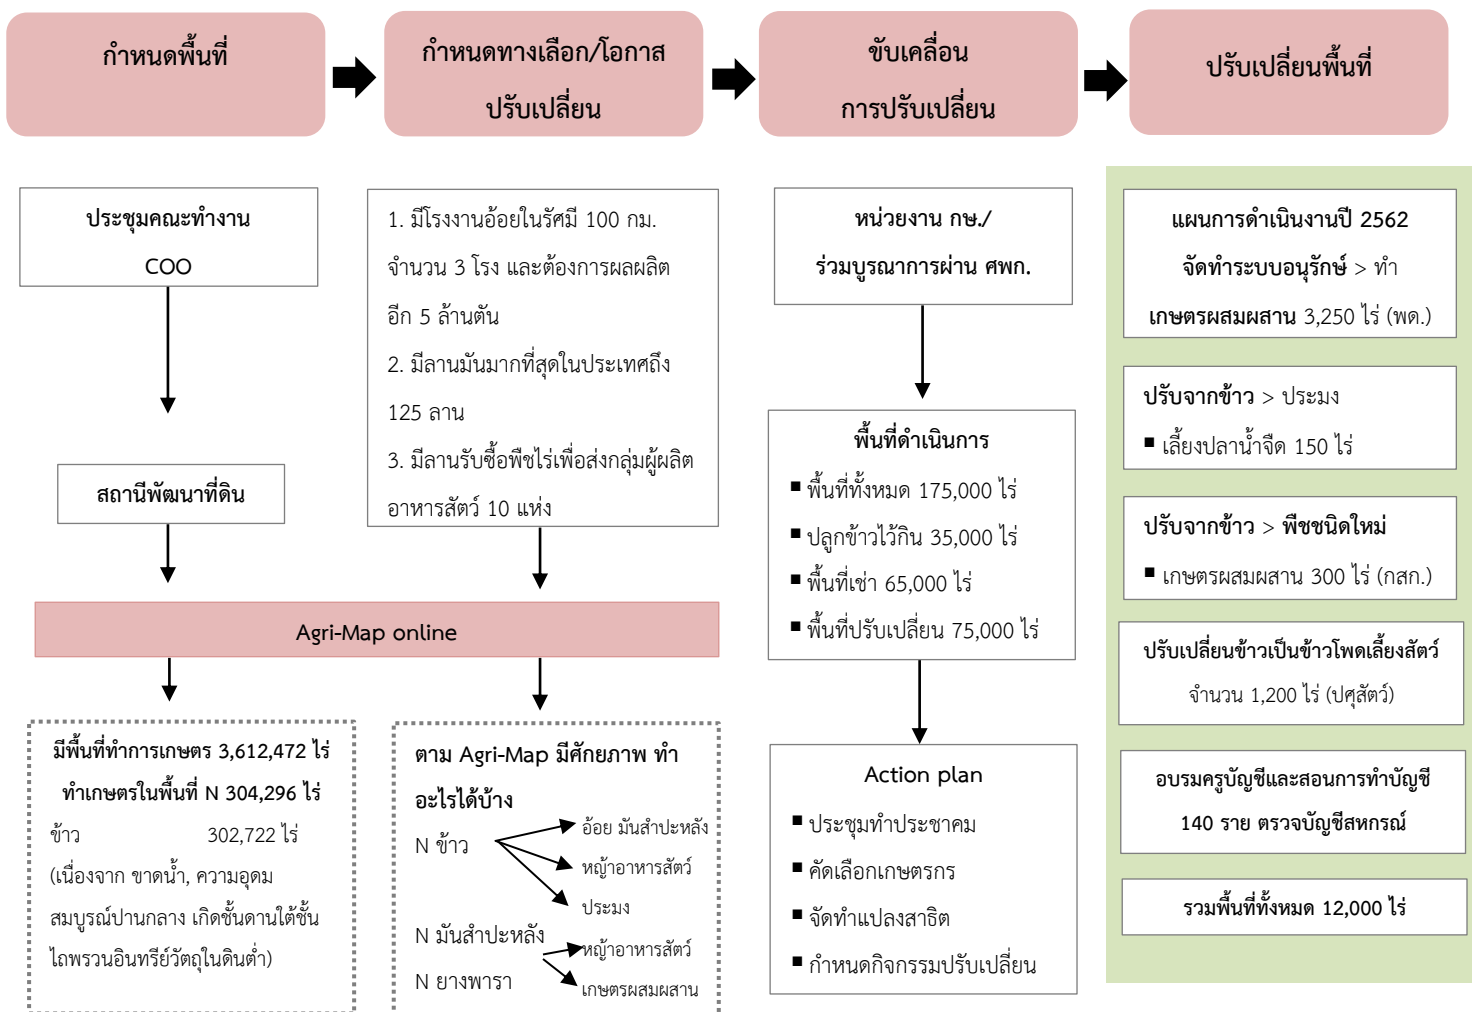 กำหนดพื้นที่
กำหนดทางเลือก/โอกาส
ปรับเปลี่ยน
ขับเคลื่อน
การปรับเปลี่ยน
ปรับเปลี่ยนพื้นที่
ประชุมคณะทำงาน
COO
สถานีพัฒนาที่ดิน
1. มีโรงงานอ้อยในรัศมี 100 กม.
จำนวน 3 โรง และต้องการผลผลิต
อีก 5 ล้านตัน
2. มีลานมันมากที่สุดในประเทศถึง
125 ลาน
3. มีลานรับซื้อพืชไร่เพื่อส่งกลุ่มผู้ผลิต
อาหารสัตว์ 10 แห่ง
Agri-Map online
มีพื้นที่ทำการเกษตร 3,612,472 ไร่
ทำเกษตรในพื้นที่ N 304,296 ไร่
ข้าว 302,722 ไร่
(เนื่องจาก ขาดน้ำ, ความอุดม
สมบูรณ์ปานกลาง เกิดชั้นดานใต้ชั้น
ไถพรวนอินทรีย์วัตถุในดินต่ำ)
ตาม Agri-Map มีศักยภาพ ทำ
อะไรได้บ้าง
N ข้าว
อ้อย มันสำปะหลัง
หญ้าอาหารสัตว์
ประมง
N มันสำปะหลัง
หญ้าอาหารสัตว์
N ยางพารา
เกษตรผสมผสาน
หน่วยงาน กษ./
ร่วมบูรณาการผ่าน ศพก.
พื้นที่ดำเนินการ
▪ พื้นที่ทั้งหมด 175,000 ไร่
▪ ปลูกข้าวไว้กิน 35,000 ไร่
▪ พื้นที่เช่า 65,000 ไร่
▪ พื้นที่ปรับเปลี่ยน 75,000 ไร่
Action plan
▪ ประชุมทำประชาคม
▪ คัดเลือกเกษตรกร
▪ จัดทำแปลงสาธิต
▪ กำหนดกิจกรรมปรับเปลี่ยน
แผนการดำเนินงานปี 2562
จัดทำระบบอนุรักษ์ > ทำ
เกษตรผสมผสาน 3,250 ไร่ (พด.)
ปรับจากข้าว > ประมง
▪ เลี้ยงปลาน้ำจืด 150 ไร่
ปรับจากข้าว > พืชชนิดใหม่
▪ เกษตรผสมผสาน 300 ไร่ (กสก.)
ปรับเปลี่ยนข้าวเป็นข้าวโพดเลี้ยงสัตว์
จำนวน 1,200 ไร่ (ปศุสัตว์)
อบรมครูบัญชีและสอนการทำบัญชี
140 ราย ตรวจบัญชีสหกรณ์
รวมพื้นที่ทั้งหมด 12,000 ไร่